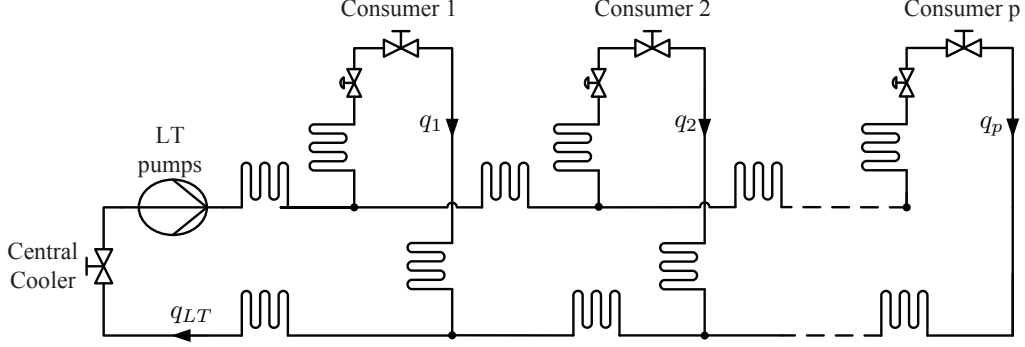 Consumer 1
Consumer 2
Consumer p
q1
q2
qp
LT
pumps
Central
Cooler
qLT